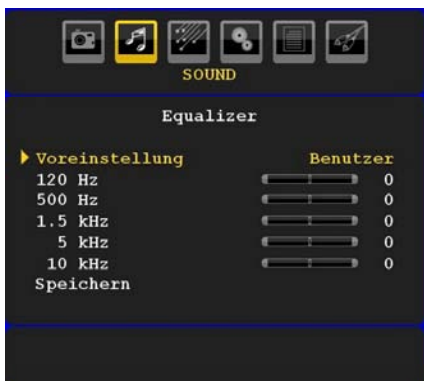 SOUND
Equalizer
Voreinstellung Benutzer
120 Hz 0
500 Hz 0
1.5 kHz 0
5 kHz 0
10 kHz 0
Speichern